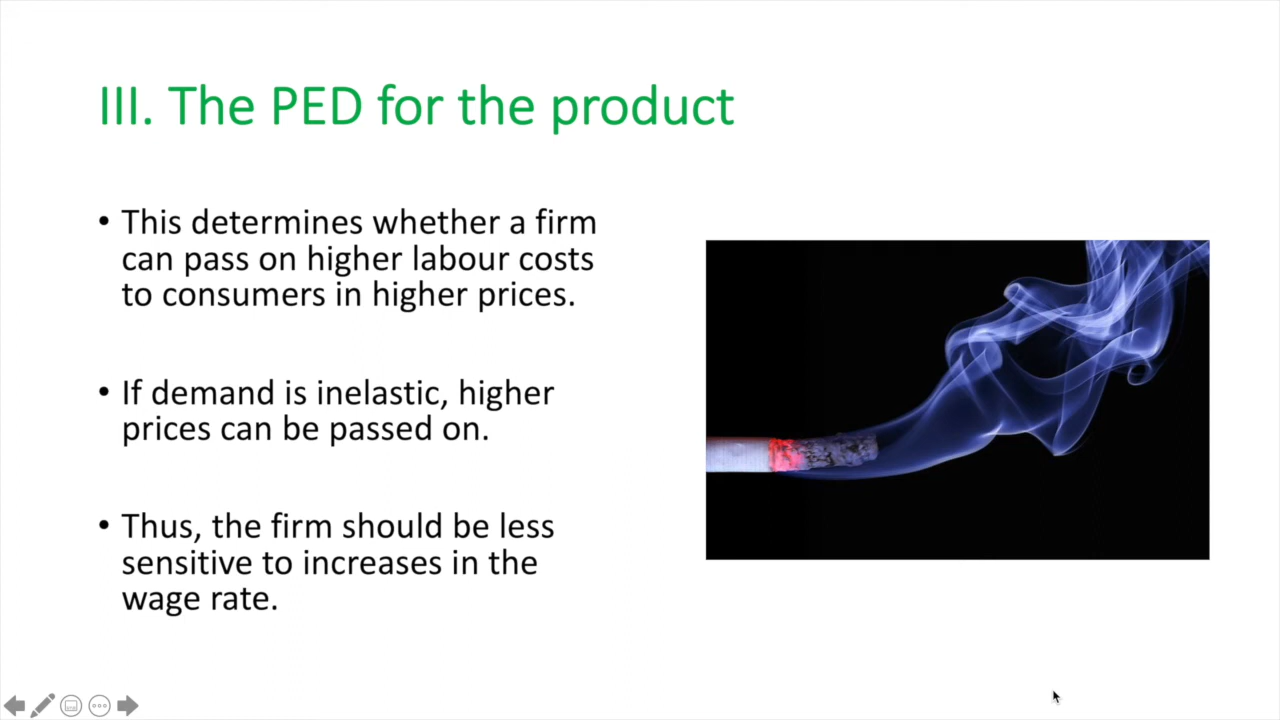 III. The PED for the product
• This determines whether a firm
can pass on higher labour costs
to consumers in higher prices.
• If demand is inelastic, higher
prices can be passed on.
• Thus, the firm should be less
sensitive to increases in the
wage rate.